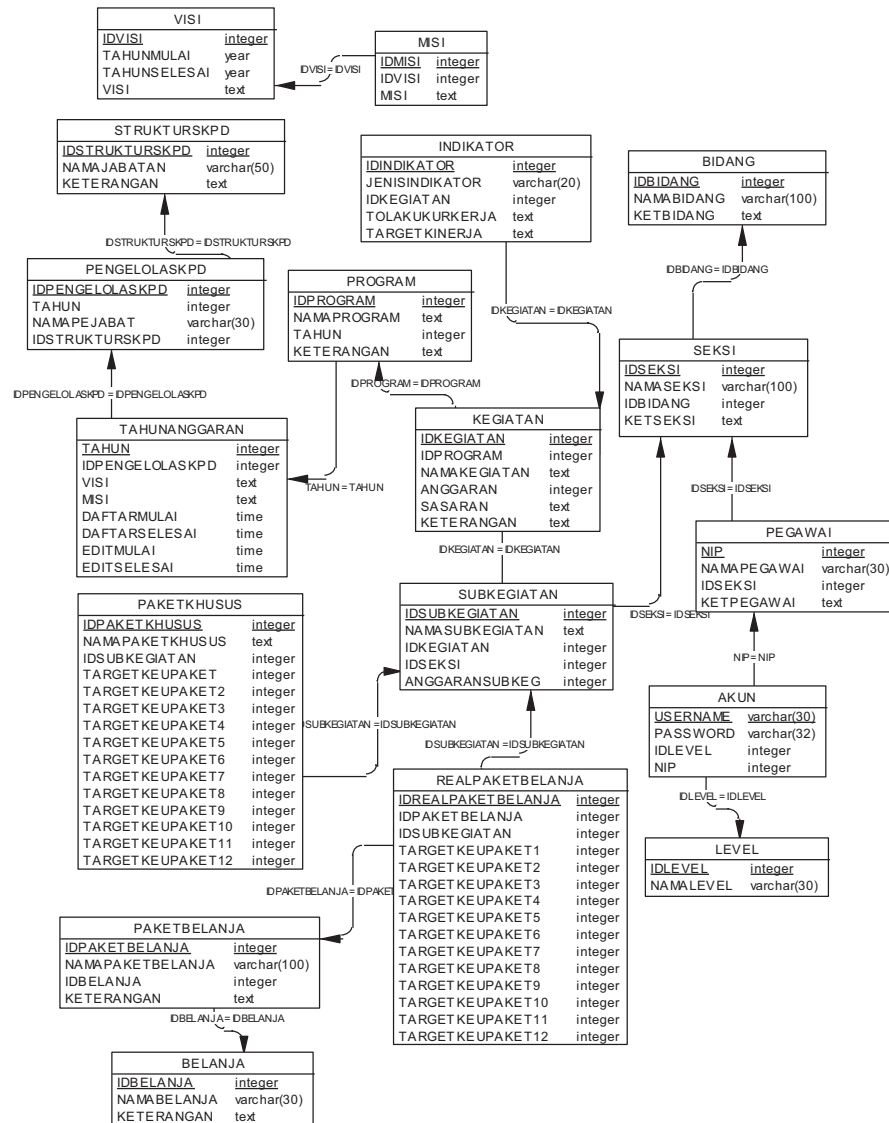 VISI
IDVISI integer
TAHUNMULAI year
TAHUNSELESAI year
VISI text
MISI
IDMISI integer
IDVISI integer
MISI text
IDVISI = IDVISI
STRUKTURSKPD
IDSTRUKTURSKPD integer
NAMAJABATAN varchar(50)
KETERANGAN text
IDSTRUKTURSKPD = IDSTRUKTURSKPD
INDIKATOR
IDINDIKATOR integer
JENISINDIKATOR varchar(20)
IDKEGIATAN integer
TOLAKUKURKERJA text
TARGETKINERJA text
IDKEGIATAN = IDKEGIATAN
BIDANG
IDBIDANG integer
NAMABIDANG varchar(100)
KETBIDANG text
IDBIDANG = IDBIDANG
PENGELOLASKPD
IDPENGELOLASKPD integer
TAHUN integer
NAMAPEJABAT varchar(30)
IDSTRUKTURSKPD integer
IDPENGELOLASKPD = IDPENGELOLASKPD
PROGRAM
IDPROGRAM integer
NAMAPROGRAM text
TAHUN integer
KETERANGAN text
IDPROGRAM = IDPROGRAM
SEKSI
IDSEKSI integer
NAMASEKSI varchar(100)
IDBIDANG integer
KETSEKSI text
IDSEKSI = IDSEKSI
TAHUNANGGARAN
TAHUN integer
IDPENGELOLASKPD integer
VISI text
MISI text
DAFTARMULAI time
DAFTARSELESAI time
EDITMULAI time
EDITSELESAI time
TAHUN = TAHUN
KEGIATAN
IDKEGIATAN integer
IDPROGRAM integer
NAMAKEGIATAN text
ANGGARAN integer
SASARAN text
KETERANGAN text
IDKEGIATAN = IDKEGIATAN
PEGAWAI
NIP integer
NAMAPEGAWAI varchar(30)
IDSEKSI integer
KETPEGAWAI text
NIP = NIP
SUBKEGIATAN
IDSUBKEGIATAN integer
NAMASUBKEGIATAN text
IDKEGIATAN integer
IDSEKSI integer
ANGGARANSUBKEG integer
IDSEKSI = IDSEKSI
PAKETKHUSUS
IDPAKETKHUSUS integer
NAMAPAKETKHUSUS text
IDSUBKEGIATAN integer
TARGETKEUPAKET integer
TARGETKEUPAKET2 integer
TARGETKEUPAKET3 integer
TARGETKEUPAKET4 integer
TARGETKEUPAKET5 integer
TARGETKEUPAKET6 integer
TARGETKEUPAKET7 integer
TARGETKEUPAKET8 integer
TARGETKEUPAKET9 integer
TARGETKEUPAKET10 integer
TARGETKEUPAKET11 integer
TARGETKEUPAKET12 integer
DSUBKEGIATAN = IDSUBKEGIATAN
IDSUBKEGIATAN = IDSUBKEGIATAN
AKUN
USERNAME varchar(30)
PASSWORD varchar(32)
IDLEVEL integer
NIP integer
IDLEVEL = IDLEVEL
LEVEL
IDLEVEL integer
NAMALEVEL varchar(30)
REALPAKETBELANJA
IDREALPAKETBELANJA integer
IDPAKETBELANJA integer
IDSUBKEGIATAN integer
TARGETKEUPAKET1 integer
TARGETKEUPAKET2 integer
TARGETKEUPAKET3 integer
TARGETKEUPAKET4 integer
TARGETKEUPAKET5 integer
TARGETKEUPAKET6 integer
TARGETKEUPAKET7 integer
TARGETKEUPAKET8 integer
TARGETKEUPAKET9 integer
TARGETKEUPAKET10 integer
TARGETKEUPAKET11 integer
TARGETKEUPAKET12 integer
IDPAKETBELANJA = IDPAKET
PAKETBELANJA
IDPAKETBELANJA integer
NAMAPAKETBELANJA varchar(100)
IDBELANJA integer
KETERANGAN text
IDBELANJA = IDBELANJA
BELANJA
IDBELANJA integer
NAMABELANJA varchar(30)
KETERANGAN text